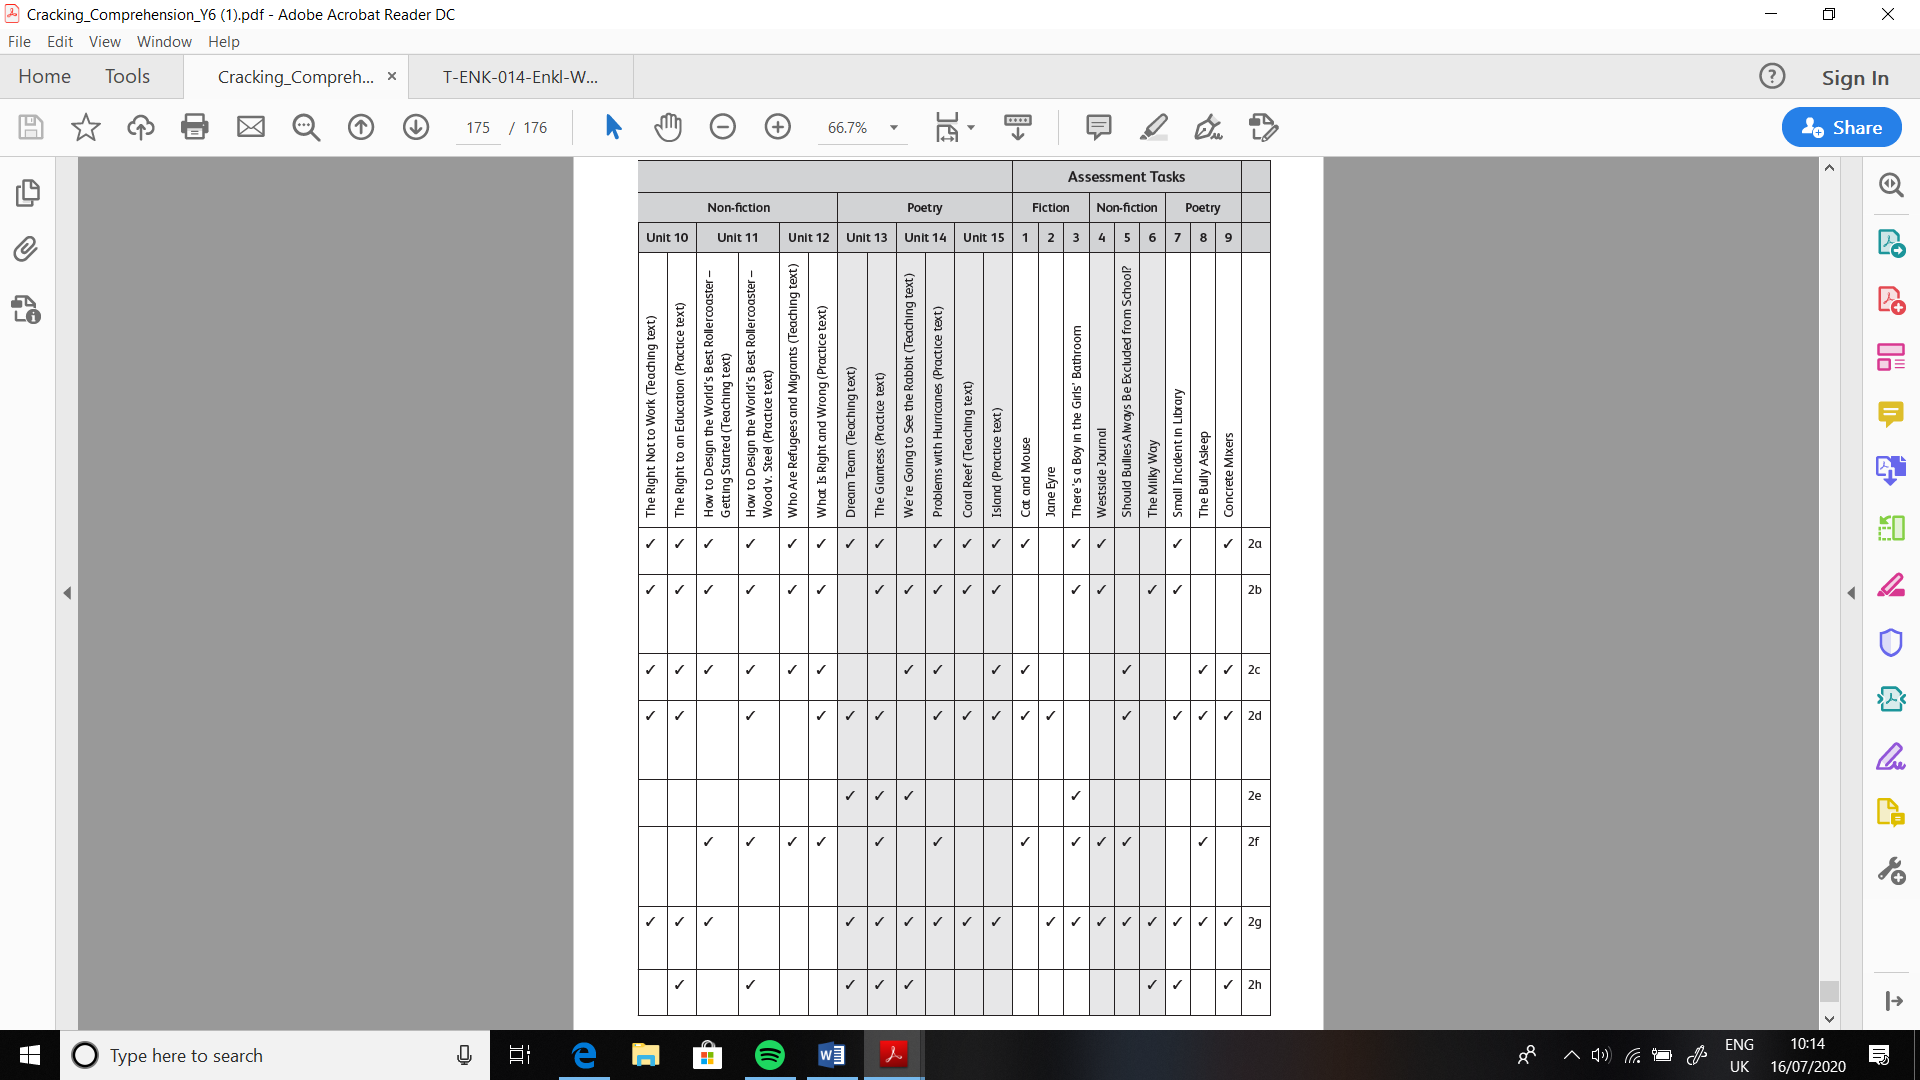 Cracking_Comprehension_Y6 (1).pdf - Adobe Acrobat Reader DC
File Edit View Window Help
Home Tools Cracking_Compreh... × T-ENK-014-Enkl-W... ? Sign In
175 / 176 66.7% Share
Assessment Tasks
Non-fiction Poetry Fiction Non-fiction Poetry
Unit 10 Unit 11 Unit 12 Unit 13 Unit 14 Unit 15 1 2 3 4 5 6 7 8 9
The Right Not to Work (Teaching text)
The Right to an Education (Practice text)
How to Design the World's Best Rollercoaster –
Getting Started (Teaching text)
How to Design the World's Best Rollercoaster –
Wood v. Steel (Practice text)
Who Are Refugees and Migrants (Teaching text)
What Is Right and Wrong (Practice text)
Dream Team (Teaching text)
The Giantess (Practice text)
We're Going to See the Rabbit (Teaching text)
Problems with Hurricanes (Practice text)
Coral Reef (Teaching text)
Island (Practice text)
Cat and Mouse
Jane Eyre
There's a Boy in the Girls' Bathroom
Westside Journal
Should Bullies Always Be Excluded from School?
The Milky Way
Small Incident in Library
The Bully Asleep
Concrete Mixers
✓ ✓ ✓ ✓ ✓ ✓ ✓ ✓ ✓ ✓ ✓ ✓ ✓ ✓ ✓ ✓ 2a
✓ ✓ ✓ ✓ ✓ ✓ ✓ ✓ ✓ ✓ ✓ ✓ ✓ ✓ ✓ 2b
✓ ✓ ✓ ✓ ✓ ✓ ✓ ✓ ✓ ✓ ✓ ✓ ✓ 2c
✓ ✓ ✓ ✓ ✓ ✓ ✓ ✓ ✓ ✓ ✓ ✓ ✓ ✓ ✓ 2d
✓ ✓ ✓ ✓ 2e
✓ ✓ ✓ ✓ ✓ ✓ ✓ ✓ ✓ ✓ ✓ 2f
✓ ✓ ✓ ✓ ✓ ✓ ✓ ✓ ✓ ✓ ✓ ✓ ✓ ✓ ✓ ✓ ✓ 2g
✓ ✓ ✓ ✓ ✓ ✓ ✓ ✓ 2h
Type here to search
ENG 10:14
UK 16/07/2020